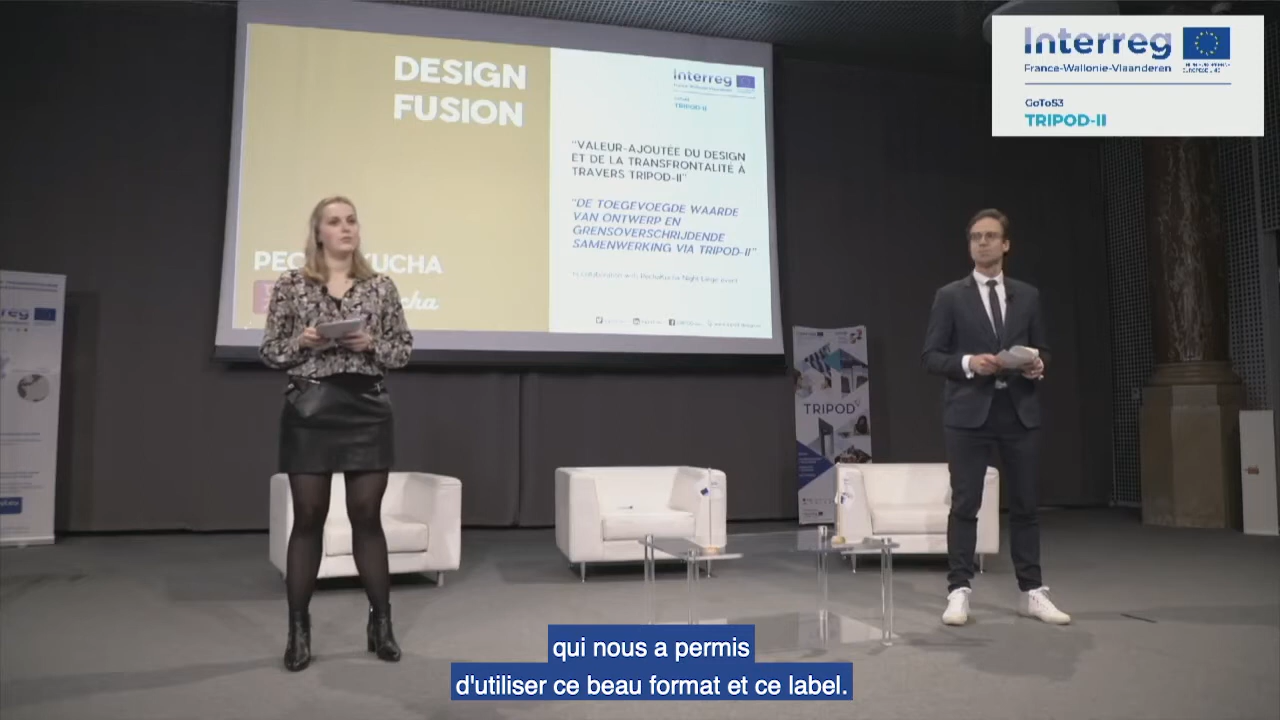 DESIGN
FUSION
Interreg
TRIPOD-II
"VALEUR-AJOUTÉE DU DESIGN
ET DE LA TRANSFRONTALITÉ À
TRAVERS TRIPOD-II"
"DE TOEGEVOEGDE WAARDE
VAN ONTWERP EN
GRENSOVERSCHRIJDENDE
SAMENWERKING VIA TRIPOD-II"
Interreg
France-Wallonie-Vlaanderen
GoToS3
TRIPOD-II
TRIPOD
qui nous a permis
d'utiliser ce beau format et ce label.